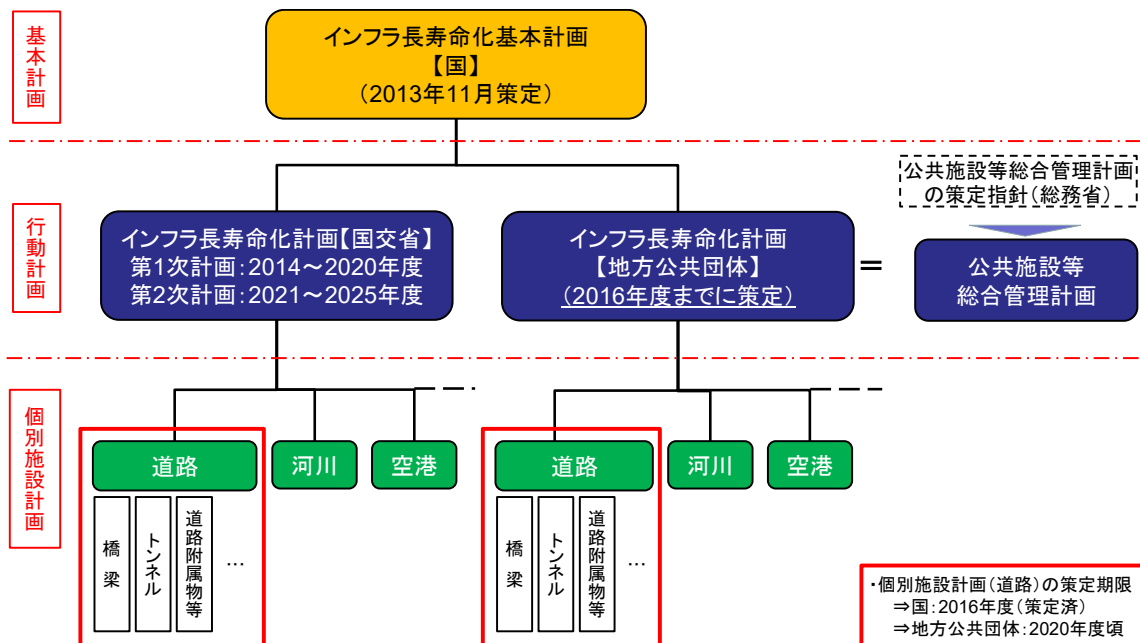 基本計画
インフラ長寿命化基本計画
【国】
（2013年11月策定）
行動計画
インフラ長寿命化計画【国交省】
第1次計画：2014～2020年度
第2次計画：2021～2025年度
インフラ長寿命化計画
【地方公共団体】
（2016年度までに策定）
＝
公共施設等総合管理計画
の策定指針（総務省）
公共施設等
総合管理計画
個別施設計画
道路
河川
空港
橋梁
トンネル
道路附属物等
…
道路
河川
空港
橋梁
トンネル
道路附属物等
…
・個別施設計画（道路）の策定期限
⇒国：2016年度（策定済）
⇒地方公共団体：2020年度頃